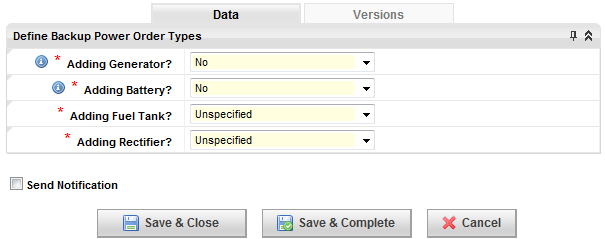 Data Versions
Define Backup Power Order Types
* Adding Generator? No
* Adding Battery? No
* Adding Fuel Tank? Unspecified
* Adding Rectifier? Unspecified
Send Notification
Save & Close Save & Complete Cancel